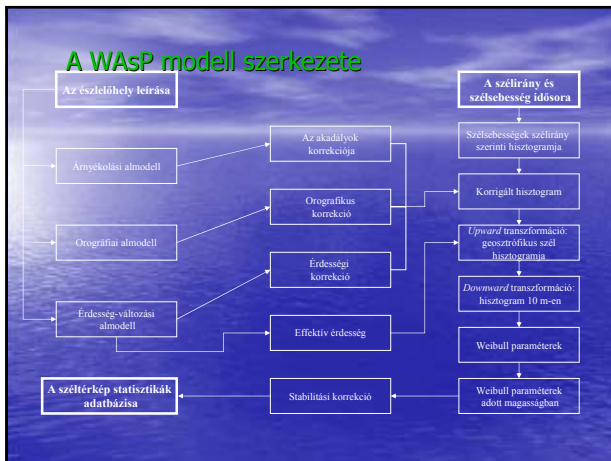 A WAsP modell szerkezete
Az észlelőhely leírása
Árnyékolási almodell
Orográfiai almodell
Érdesség-változási
almodell
A széltérkép statisztikák
adatbázisa
Az akadályok
korrekciója
Orografikus
korrekció
Érdességi
korrekció
Effektív érdesség
Stabilitási korrekció
A szélirány és
szélsebesség idősora
Szélsebességek szélirány
szerinti hisztogramja
Korrigált hisztogram
Upward transzformáció:
geosztrófikus szél
hisztogramja
Downward transzformáció:
hisztogram 10 m-en
Weibull paraméterek
Weibull paraméterek
adott magasságban